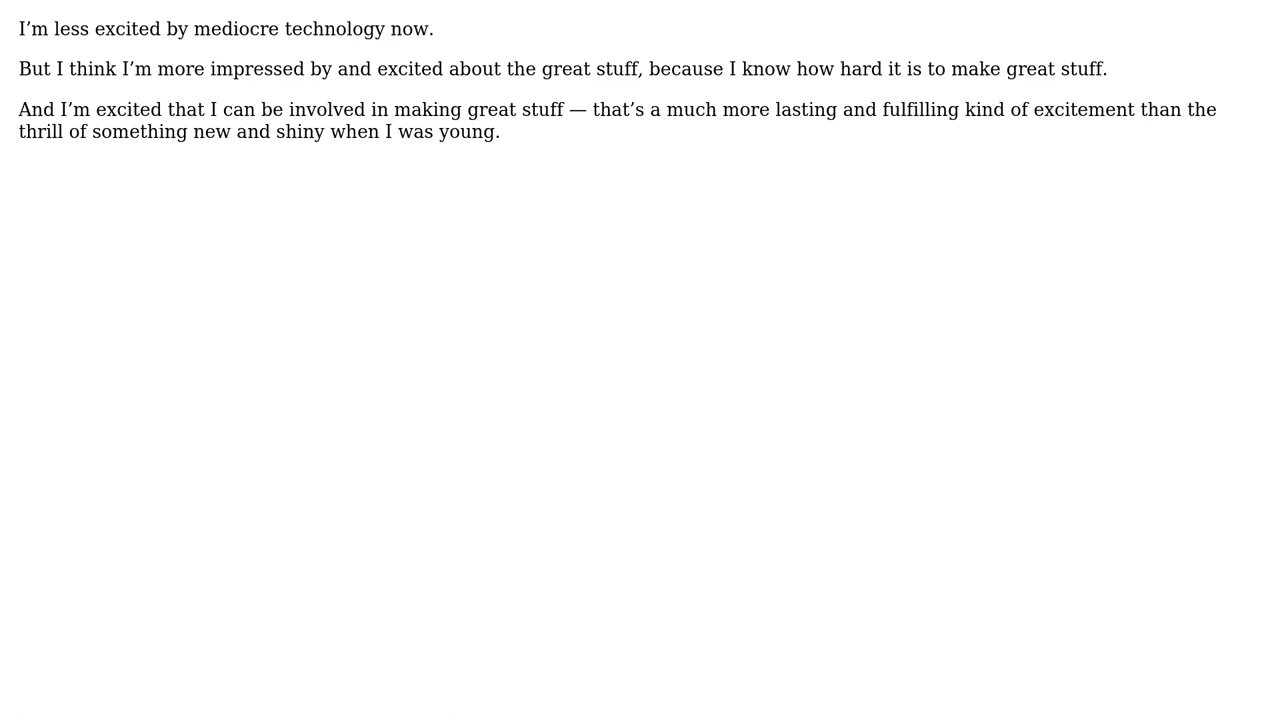 I’m less excited by mediocre technology now.
But I think I’m more impressed by and excited about the great stuff, because I know how hard it is to make great stuff.
And I’m excited that I can be involved in making great stuff — that’s a much more lasting and fulfilling kind of excitement than the
thrill of something new and shiny when I was young.